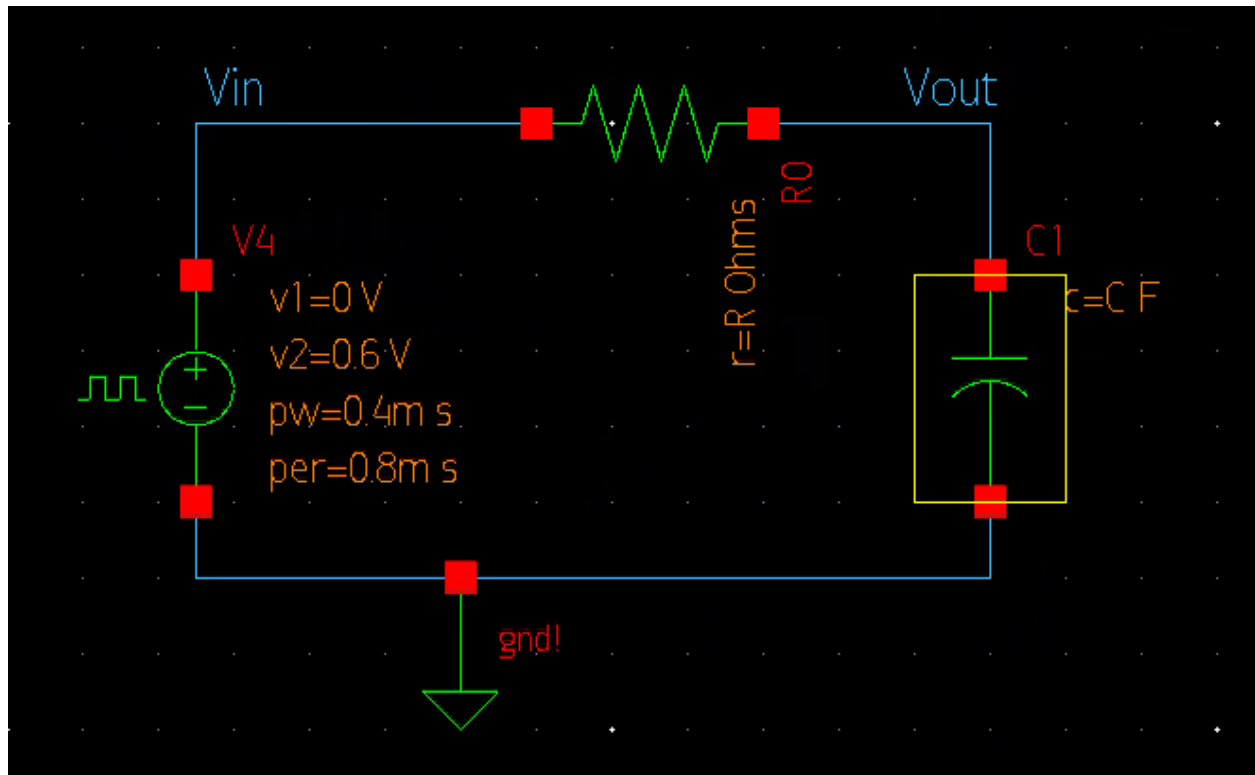 Vin
Vout
R0
r=R Ohms
V4
v1=0 V
v2=0.6 V
pw=0.4m s
per=0.8m s
C1
c=C F
gnd!